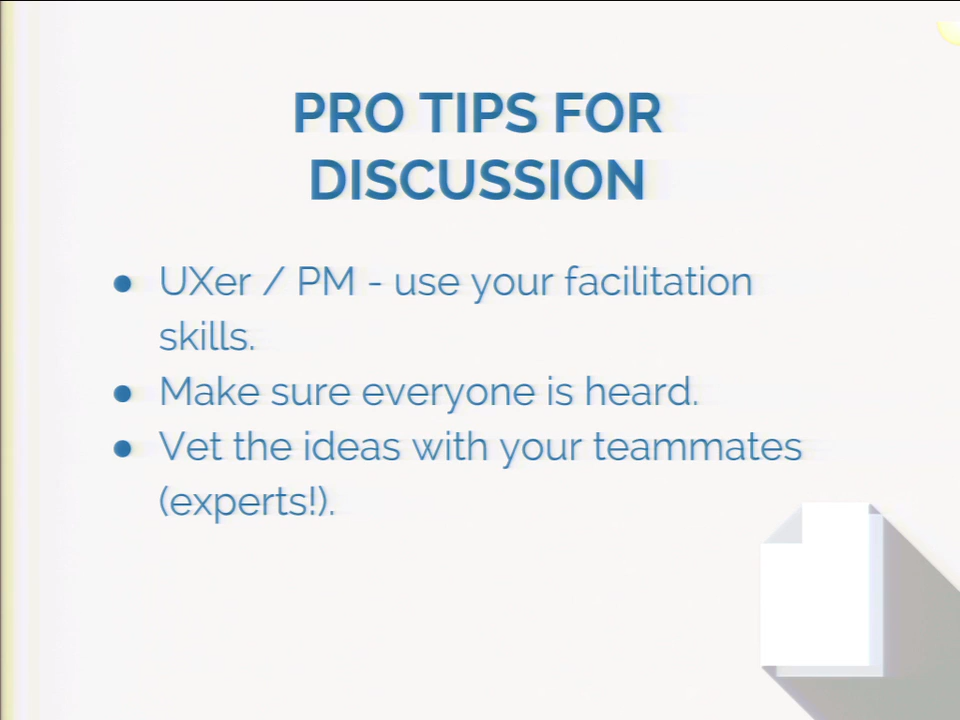 PRO TIPS FOR
DISCUSSION
● UXer / PM - use your facilitation
skills.
● Make sure everyone is heard.
● Vet the ideas with your teammates
(experts!).